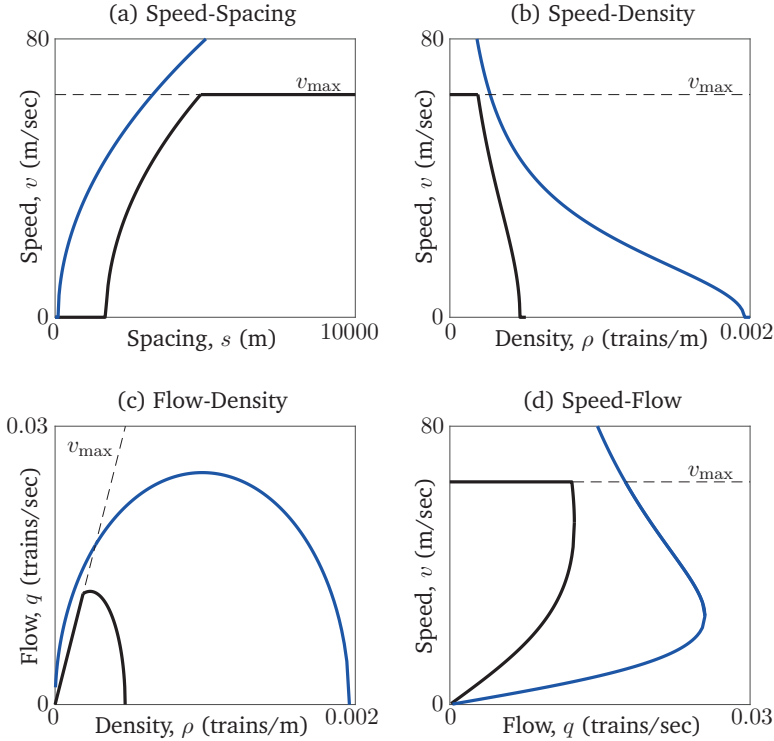 (a) Speed-Spacing
80
v_max
Speed, v (m/sec)
0
0
Spacing, s (m)
10000
(b) Speed-Density
80
v_max
Speed, v (m/sec)
0
0
Density, ρ (trains/m)
0.002
(c) Flow-Density
0.03
v_max
Flow, q (trains/sec)
0
0
Density, ρ (trains/m)
0.002
(d) Speed-Flow
80
v_max
Speed, v (m/sec)
0
0
Flow, q (trains/sec)
0.03